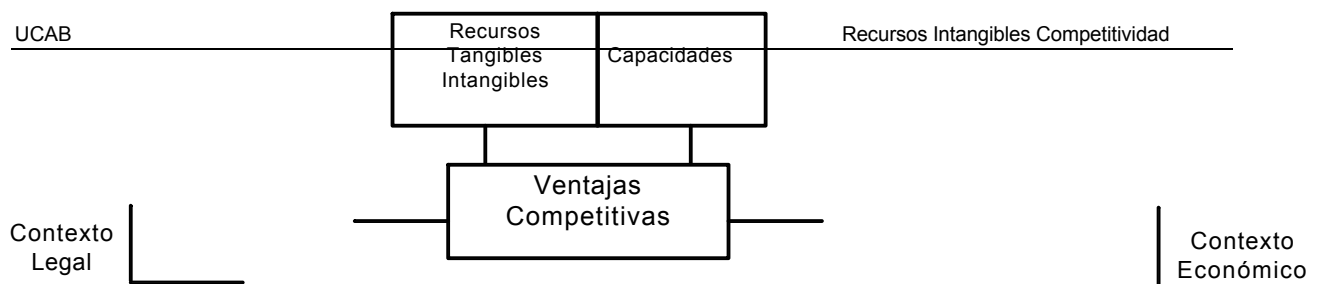 UCAB
Recursos Intangibles Competitividad
Recursos
Tangibles
Intangibles
Capacidades
Ventajas
Competitivas
Contexto
Legal
Contexto
Económico